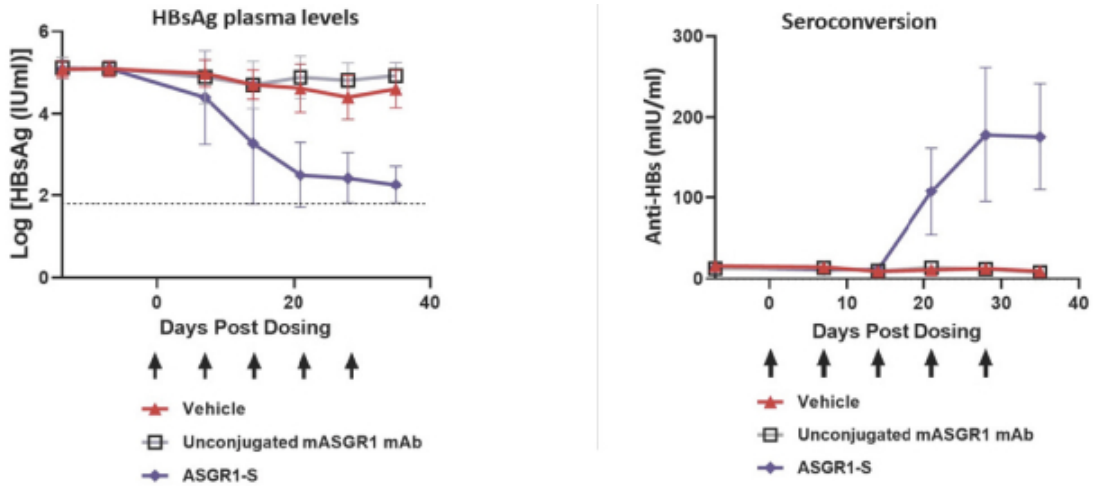 HBsAg plasma levels
Log [HBsAg (IUml)]
6
4
2
0
0 20 40
Days Post Dosing
Vehicle
Unconjugated mASGR1 mAb
ASGR1-S
Seroconversion
Anti-HBs (mIU/ml)
300
200
100
0
0 10 20 30 40
Days Post Dosing
Vehicle
Unconjugated mASGR1 mAb
ASGR1-S